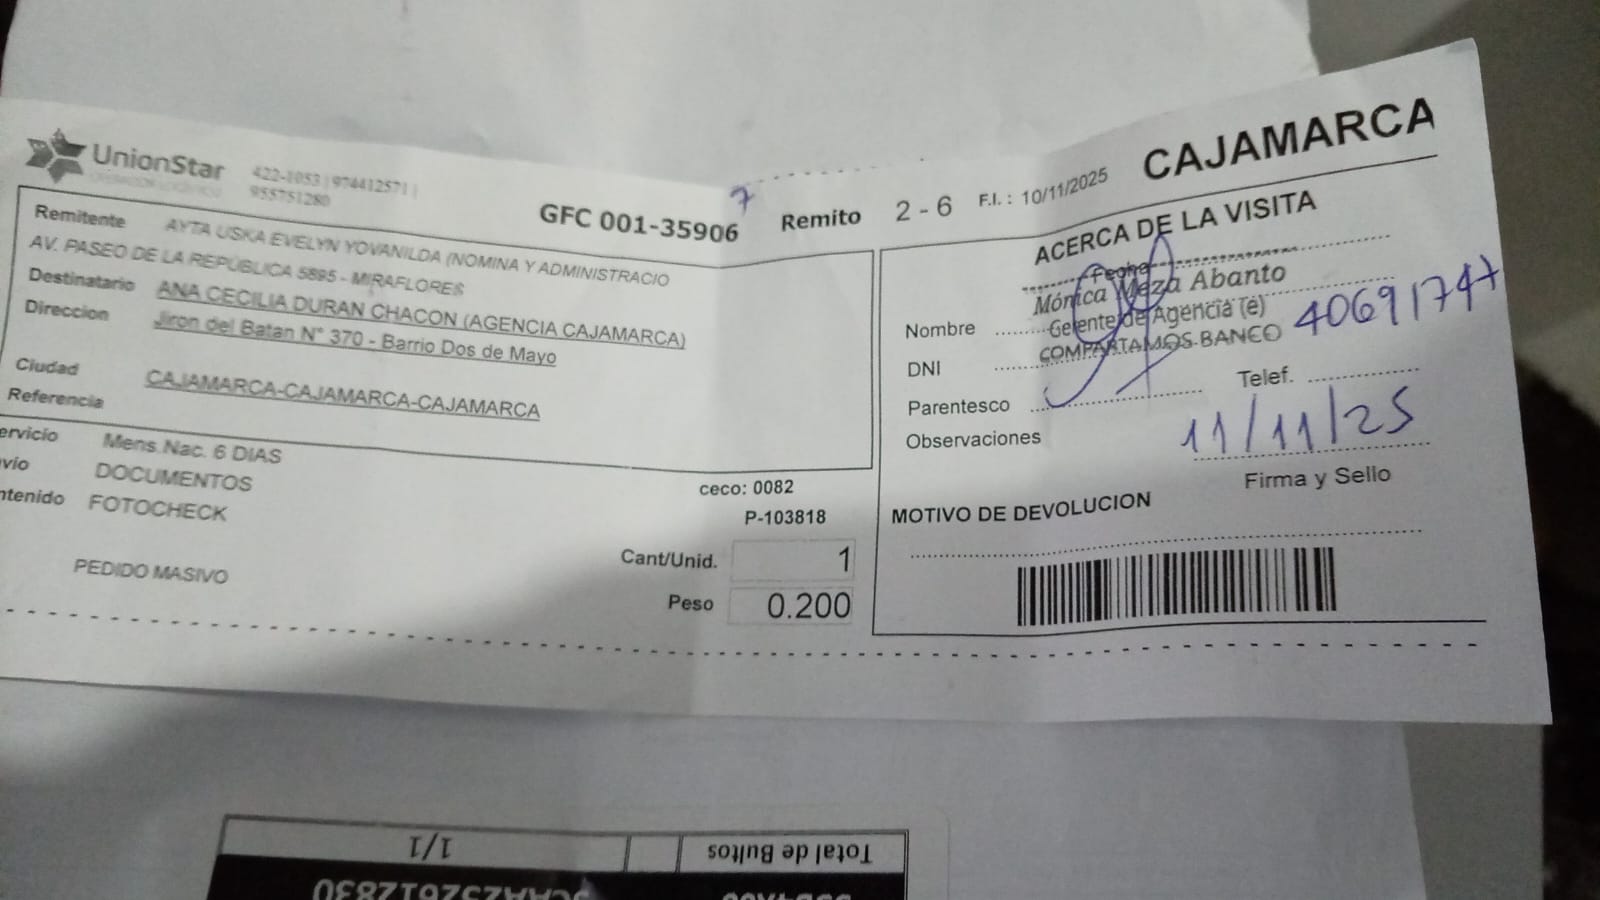 UnionStar
422-1053 | 974412571 |
955751280
GFC 001-35906
7
Remito 2 - 6 F.I. : 10/11/2025 CAJAMARCA
Remitente AYTA USKA EVELYN YOVANILDA (NOMINA Y ADMINISTRACIO
AV. PASEO DE LA REPÚBLICA 5895 - MIRAFLORES
Destinatario ANA CECILIA DURAN CHACON (AGENCIA CAJAMARCA)
Direccion Jiron del Batan N° 370 - Barrio Dos de Mayo
Ciudad CAJAMARCA-CAJAMARCA-CAJAMARCA
Referencia
ervicio Mens.Nac. 6 DIAS
vio DOCUMENTOS
ntenido FOTOCHECK
PEDIDO MASIVO
ceco: 0082
P-103818
Cant/Unid. 1
Peso 0.200
ACERCA DE LA VISITA
Fecha
Mónica Meza Abanto
Nombre Gerente de Agencia (e)
DNI COMPARTAMOS BANCO 40691747
Parentesco Telef.
Observaciones 11/11/25
Firma y Sello
MOTIVO DE DEVOLUCION
Total de Bultos 1/1